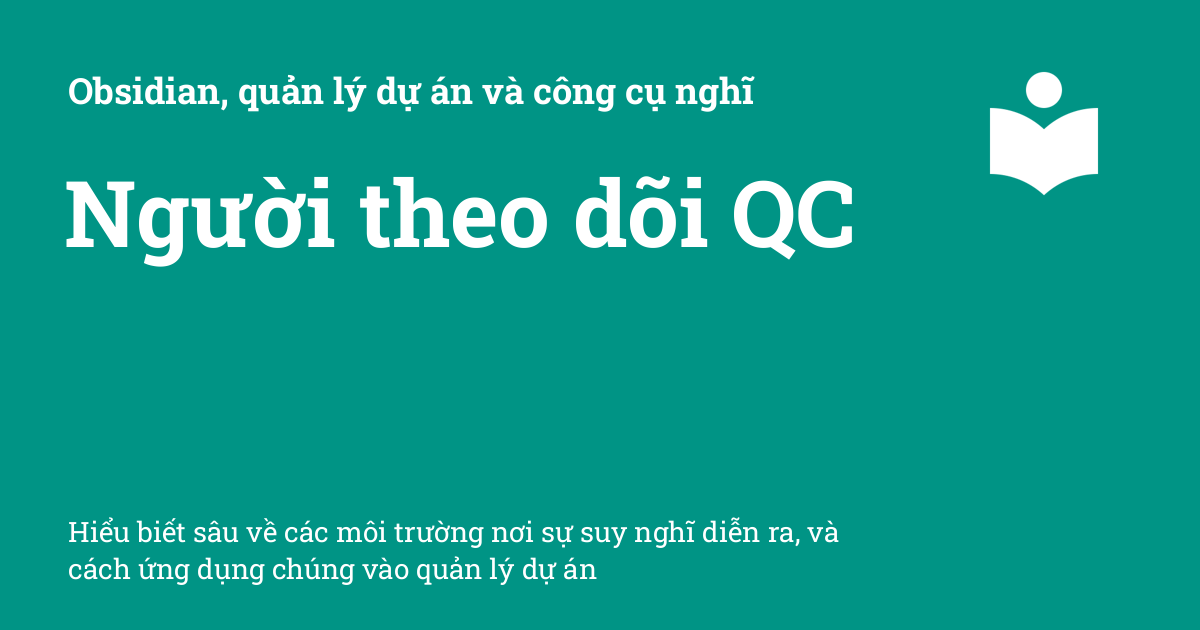 Obsidian, quản lý dự án và công cụ nghĩ
Người theo dõi QC
Hiểu biết sâu về các môi trường nơi sự suy nghĩ diễn ra, và
cách ứng dụng chúng vào quản lý dự án